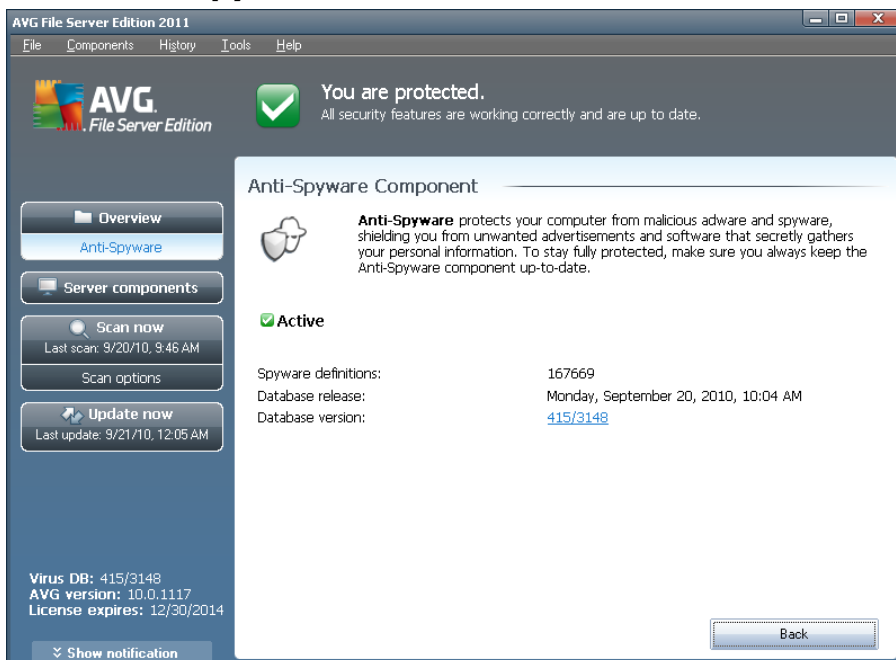 AVG File Server Edition 2011
File Components History Tools Help
AVG.
File Server Edition
You are protected.
All security features are working correctly and are up to date.
Overview
Anti-Spyware
Server components
Scan now
Last scan: 9/20/10, 9:46 AM
Scan options
Update now
Last update: 9/21/10, 12:05 AM
Virus DB: 415/3148
AVG version: 10.0.1117
License expires: 12/30/2014
Show notification
Anti-Spyware Component
Anti-Spyware protects your computer from malicious adware and spyware,
shielding you from unwanted advertisements and software that secretly gathers
your personal information. To stay fully protected, make sure you always keep the
Anti-Spyware component up-to-date.
Active
Spyware definitions: 167669
Database release: Monday, September 20, 2010, 10:04 AM
Database version: 415/3148
Back